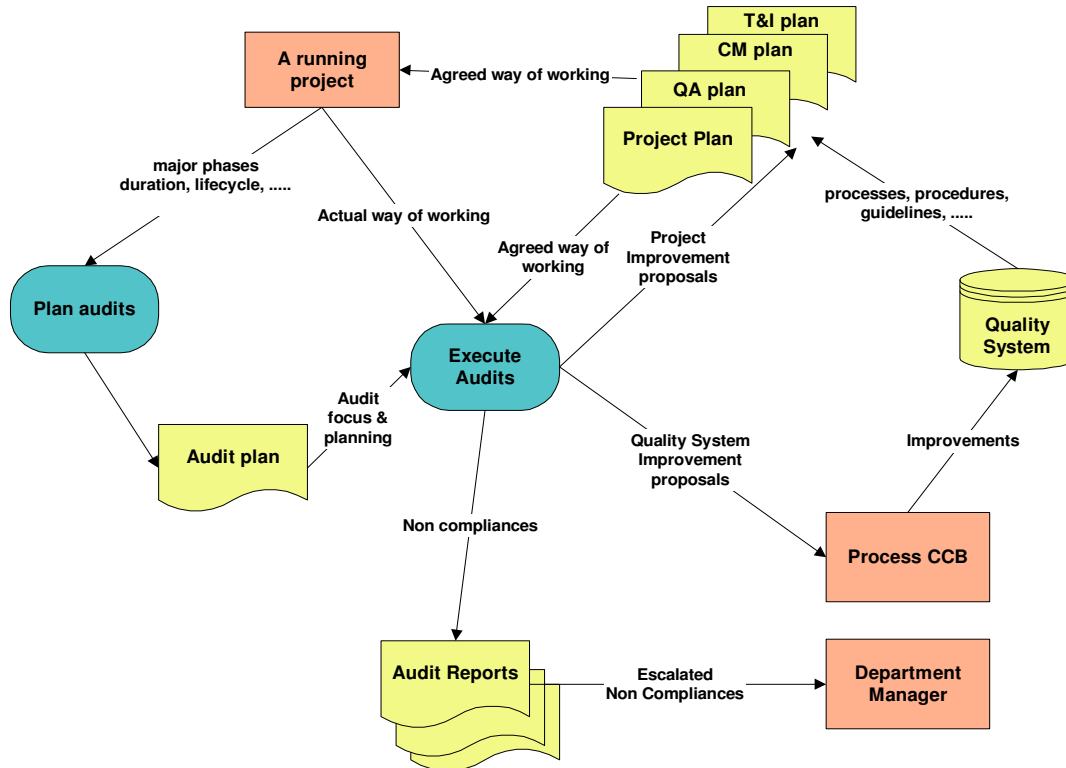 T&I plan
CM plan
A running
project
Agreed way of working
QA plan
Project Plan
major phases
duration, lifecycle, .....
processes, procedures,
guidelines, .....
Actual way of working
Agreed way of
working
Project
Improvement
proposals
Plan audits
Quality
System
Execute
Audits
Audit
focus &
planning
Audit plan
Quality System
Improvement
proposals
Improvements
Non compliances
Process CCB
Audit Reports
Escalated
Non Compliances
Department
Manager